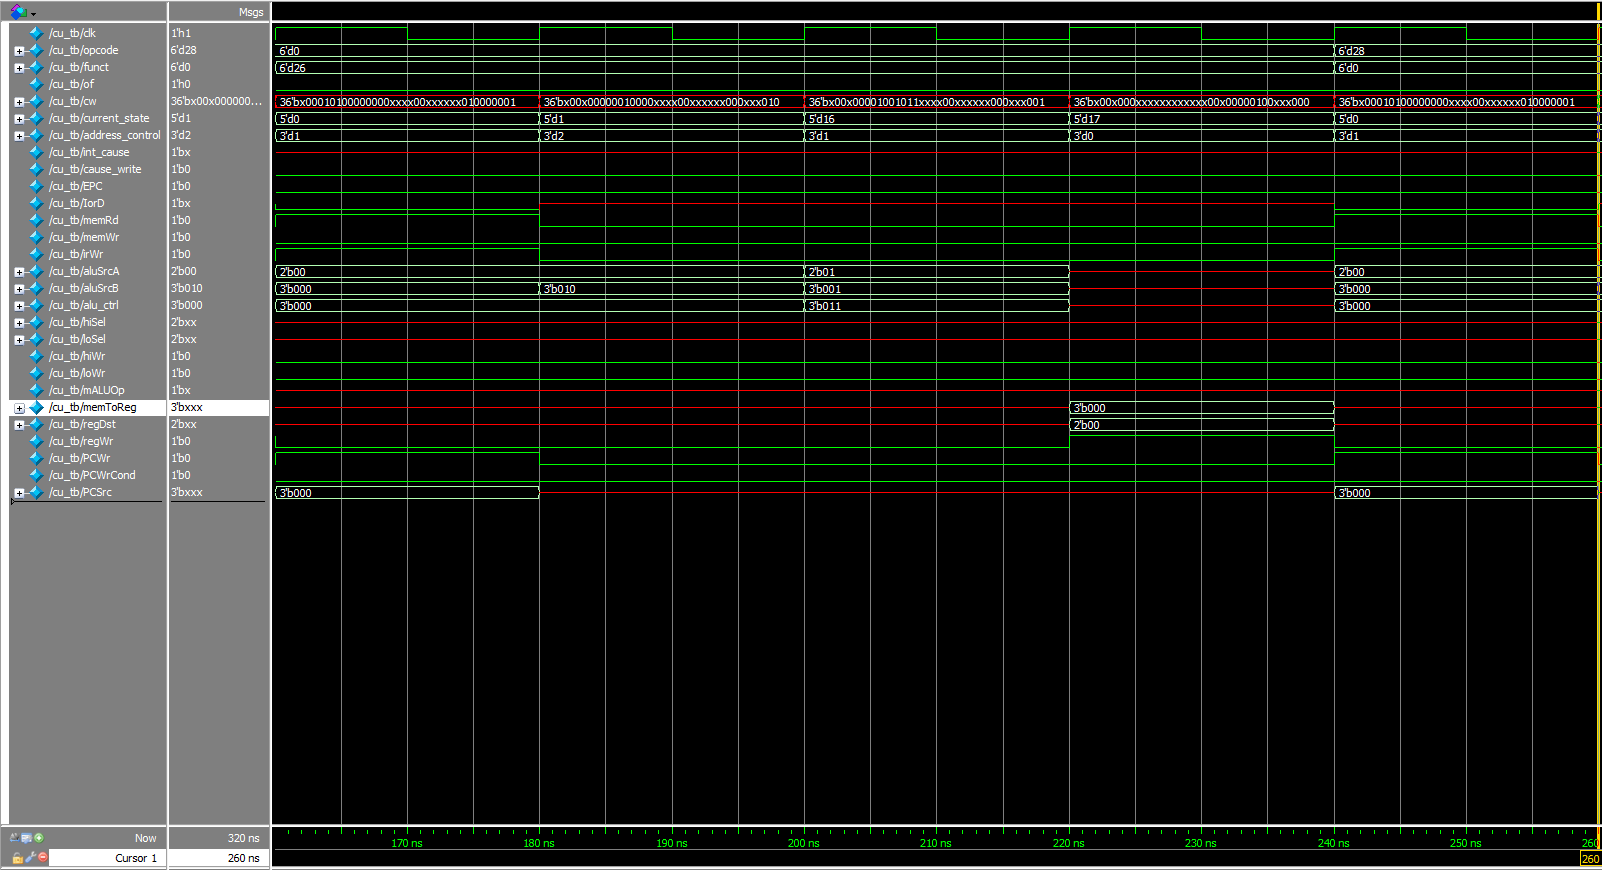 Msgs
/cu_tb/clk 1'h1
/cu_tb/opcode 6'd28 6'd0 6'd28
/cu_tb/funct 6'd0 6'd26 6'd0
/cu_tb/of 1'h0
/cu_tb/cw 36'bx00x000000... 36'bx00010100000000xxxx00xxxxxx010000001 36'bx00x00000010000xxxx00xxxxxx000xxx010 36'bx00x00001001011xxxx00xxxxxx000xxx001 36'bx00x000xxxxxxxxxxxx00x00000100xxx000 36'bx00010100000000xxxx00xxxxxx010000001
/cu_tb/current_state 5'd1 5'd0 5'd1 5'd16 5'd17 5'd0
/cu_tb/address_control 3'd2 3'd1 3'd2 3'd1 3'd0 3'd1
/cu_tb/int_cause 1'bx
/cu_tb/cause_write 1'b0
/cu_tb/EPC 1'b0
/cu_tb/IorD 1'bx
/cu_tb/memRd 1'b0
/cu_tb/memWr 1'b0
/cu_tb/irWr 1'b0
/cu_tb/aluSrcA 2'b00 2'b00 2'b01 2'b00
/cu_tb/aluSrcB 3'b010 3'b000 3'b010 3'b001 3'b000
/cu_tb/alu_ctrl 3'b000 3'b000 3'b011 3'b000
/cu_tb/hiSel 2'bxx
/cu_tb/loSel 2'bxx
/cu_tb/hiWr 1'b0
/cu_tb/loWr 1'b0
/cu_tb/mALUOp 1'bx
/cu_tb/memToReg 3'bxxx 3'b000
/cu_tb/regDst 2'bxx 2'b00
/cu_tb/regWr 1'b0
/cu_tb/PCWr 1'b0
/cu_tb/PCWrCond 1'b0
/cu_tb/PCSrc 3'bxxx 3'b000 3'b000
Now 320 ns 170 ns 180 ns 190 ns 200 ns 210 ns 220 ns 230 ns 240 ns 250 ns 260
Cursor 1 260 ns 260